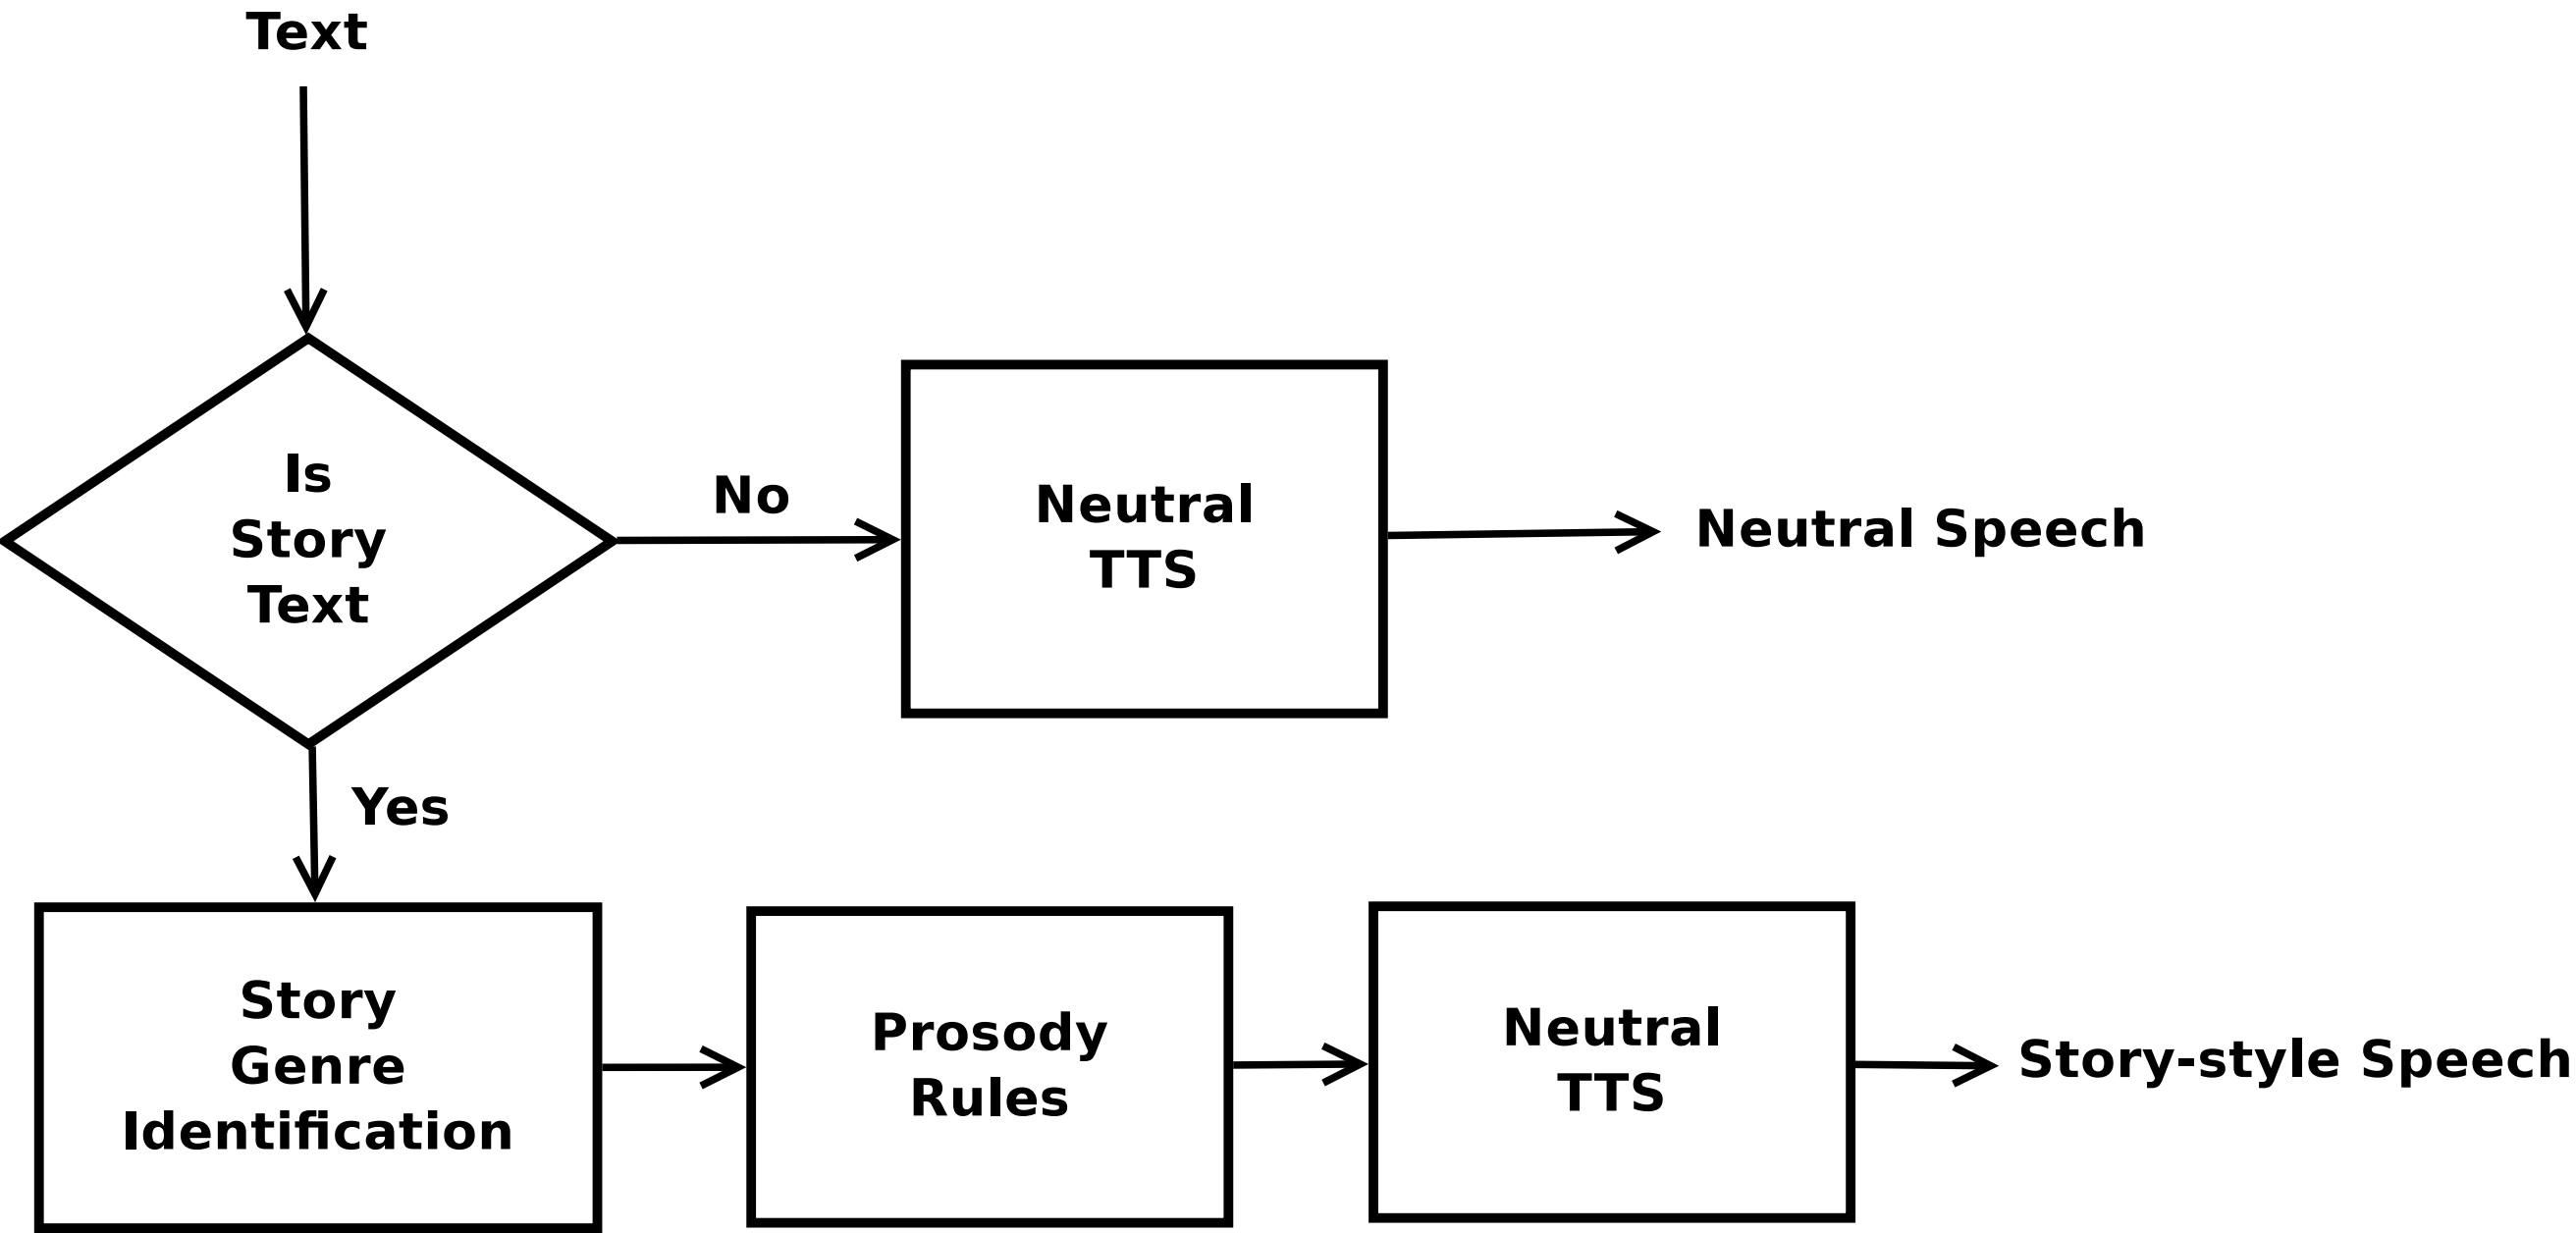 Text
Is
Story
Text
No
Neutral
TTS
Neutral Speech
Yes
Story
Genre
Identification
Prosody
Rules
Neutral
TTS
Story-style Speech